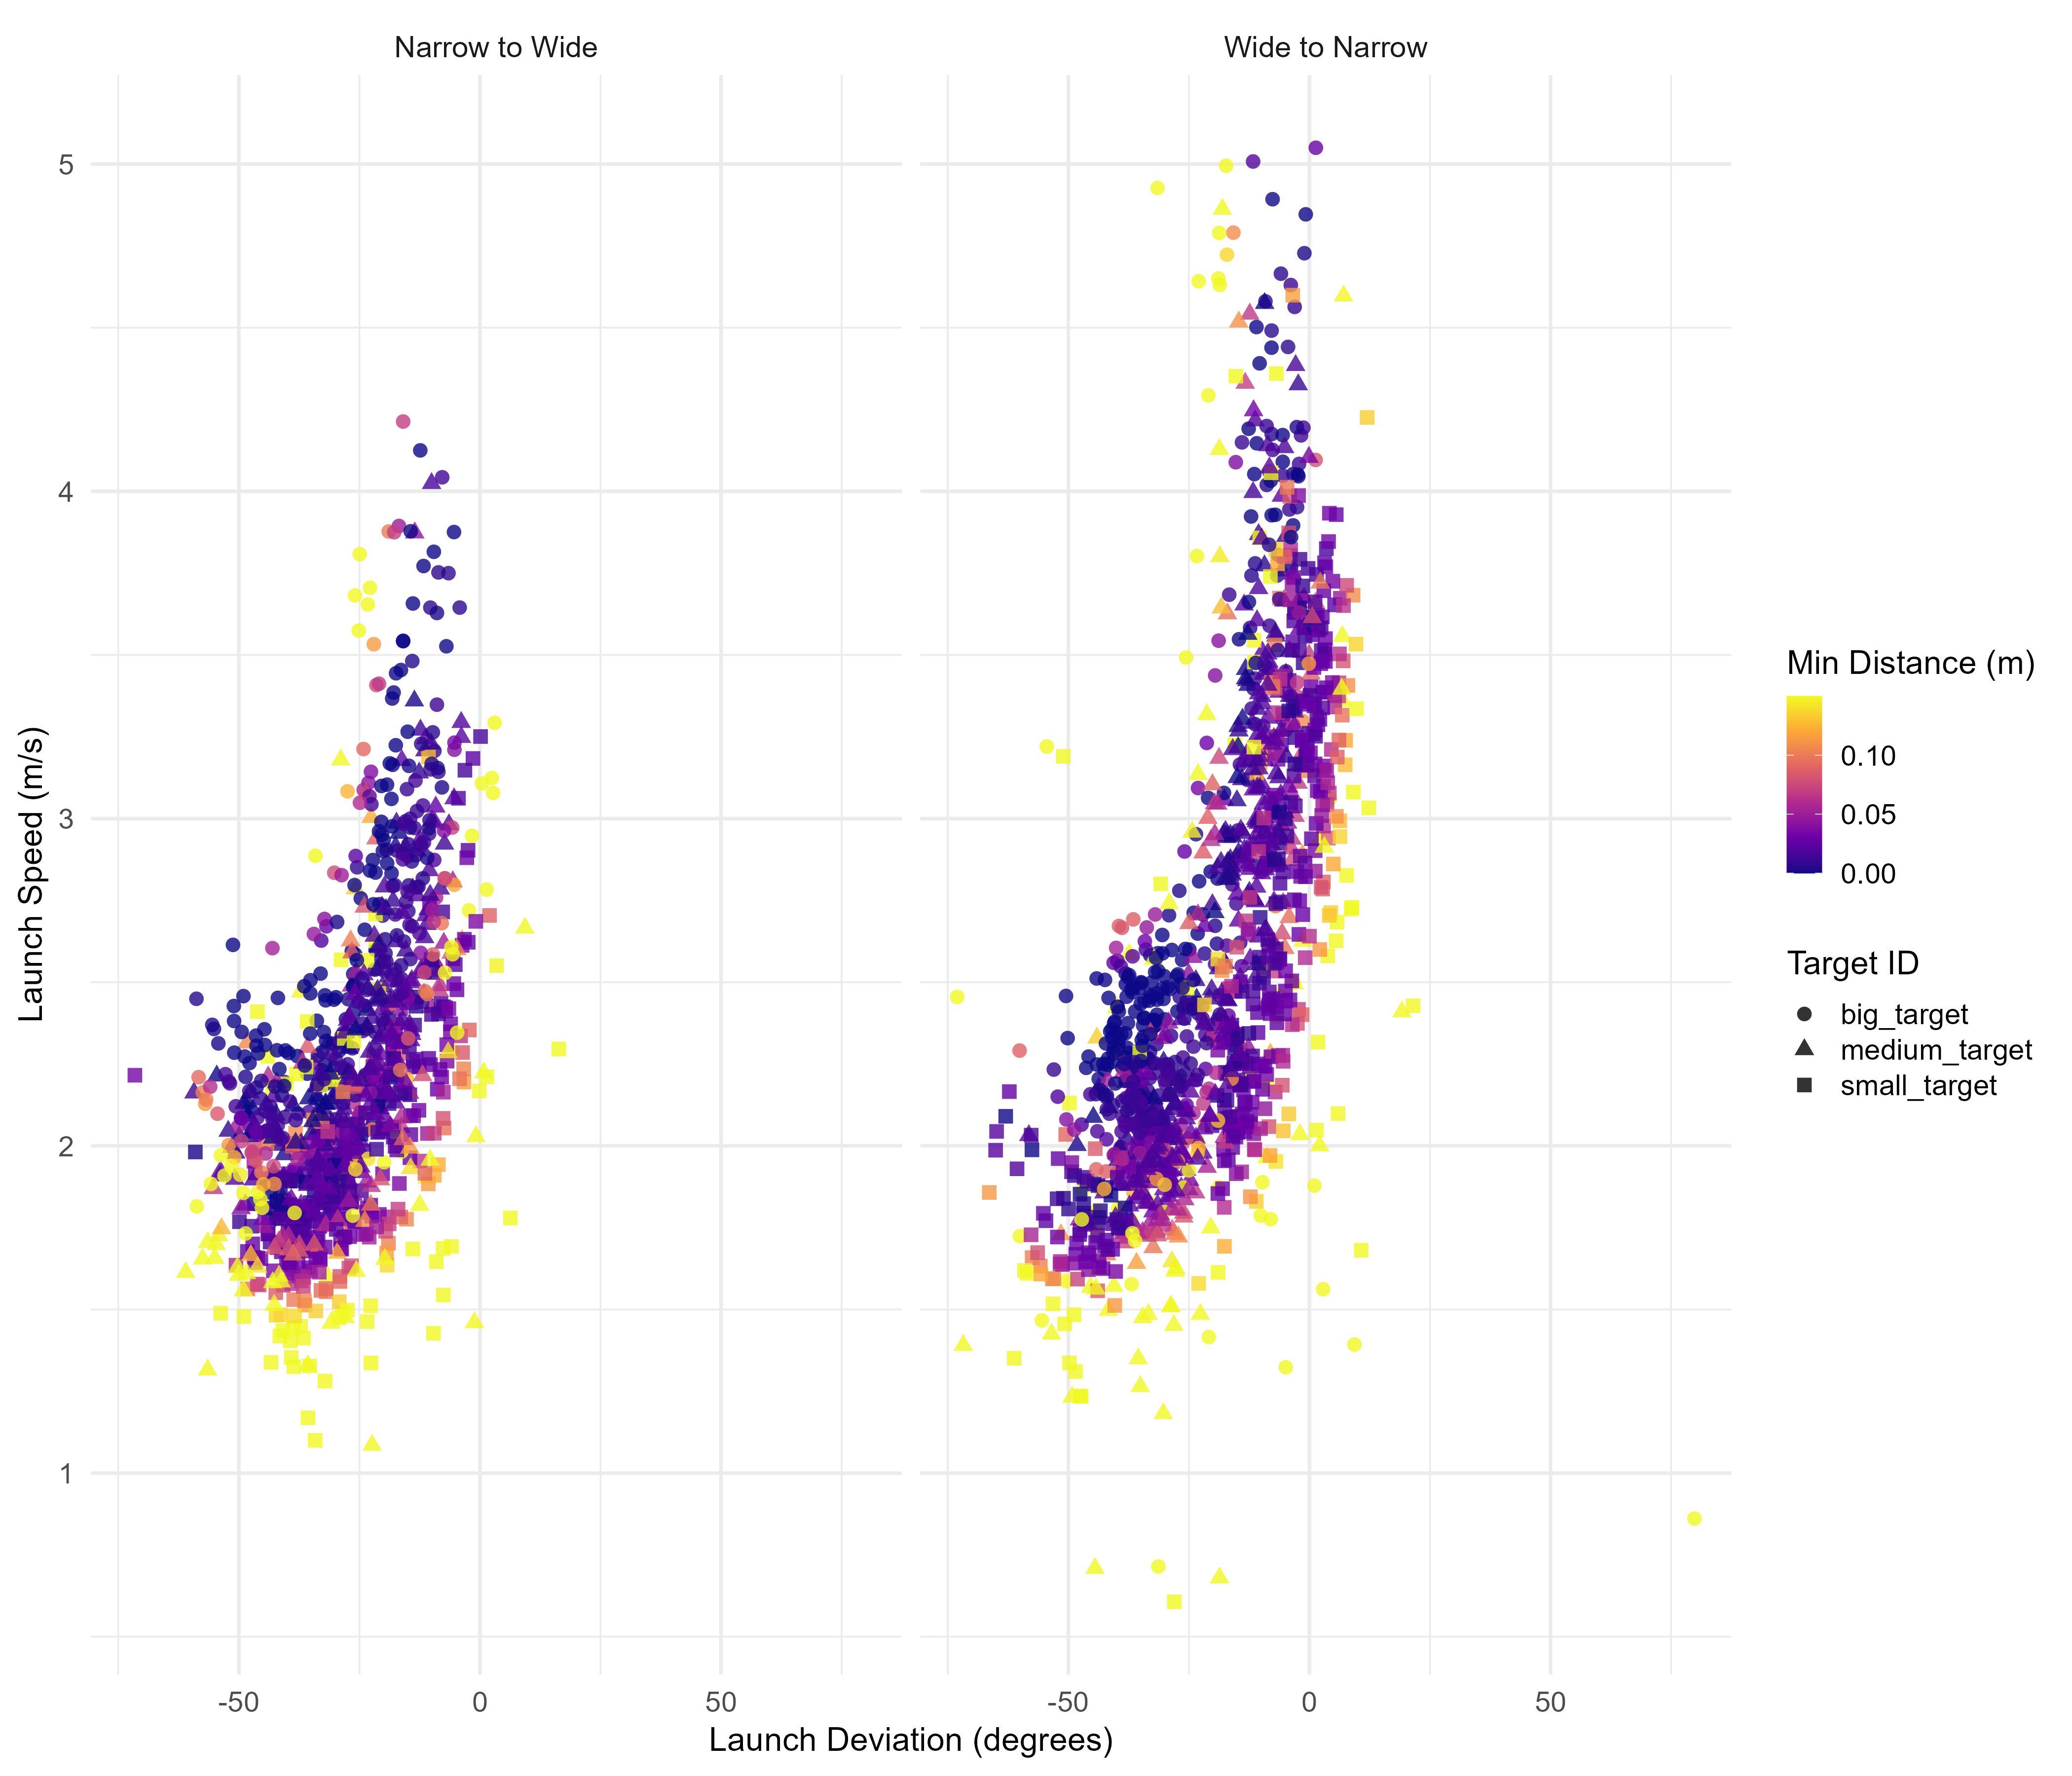 Narrow to Wide
Wide to Narrow
5
4
3
2
1
Launch Speed (m/s)
-50
0
50
-50
0
50
Launch Deviation (degrees)
Min Distance (m)
0.10
0.05
0.00
Target ID
big_target
medium_target
small_target